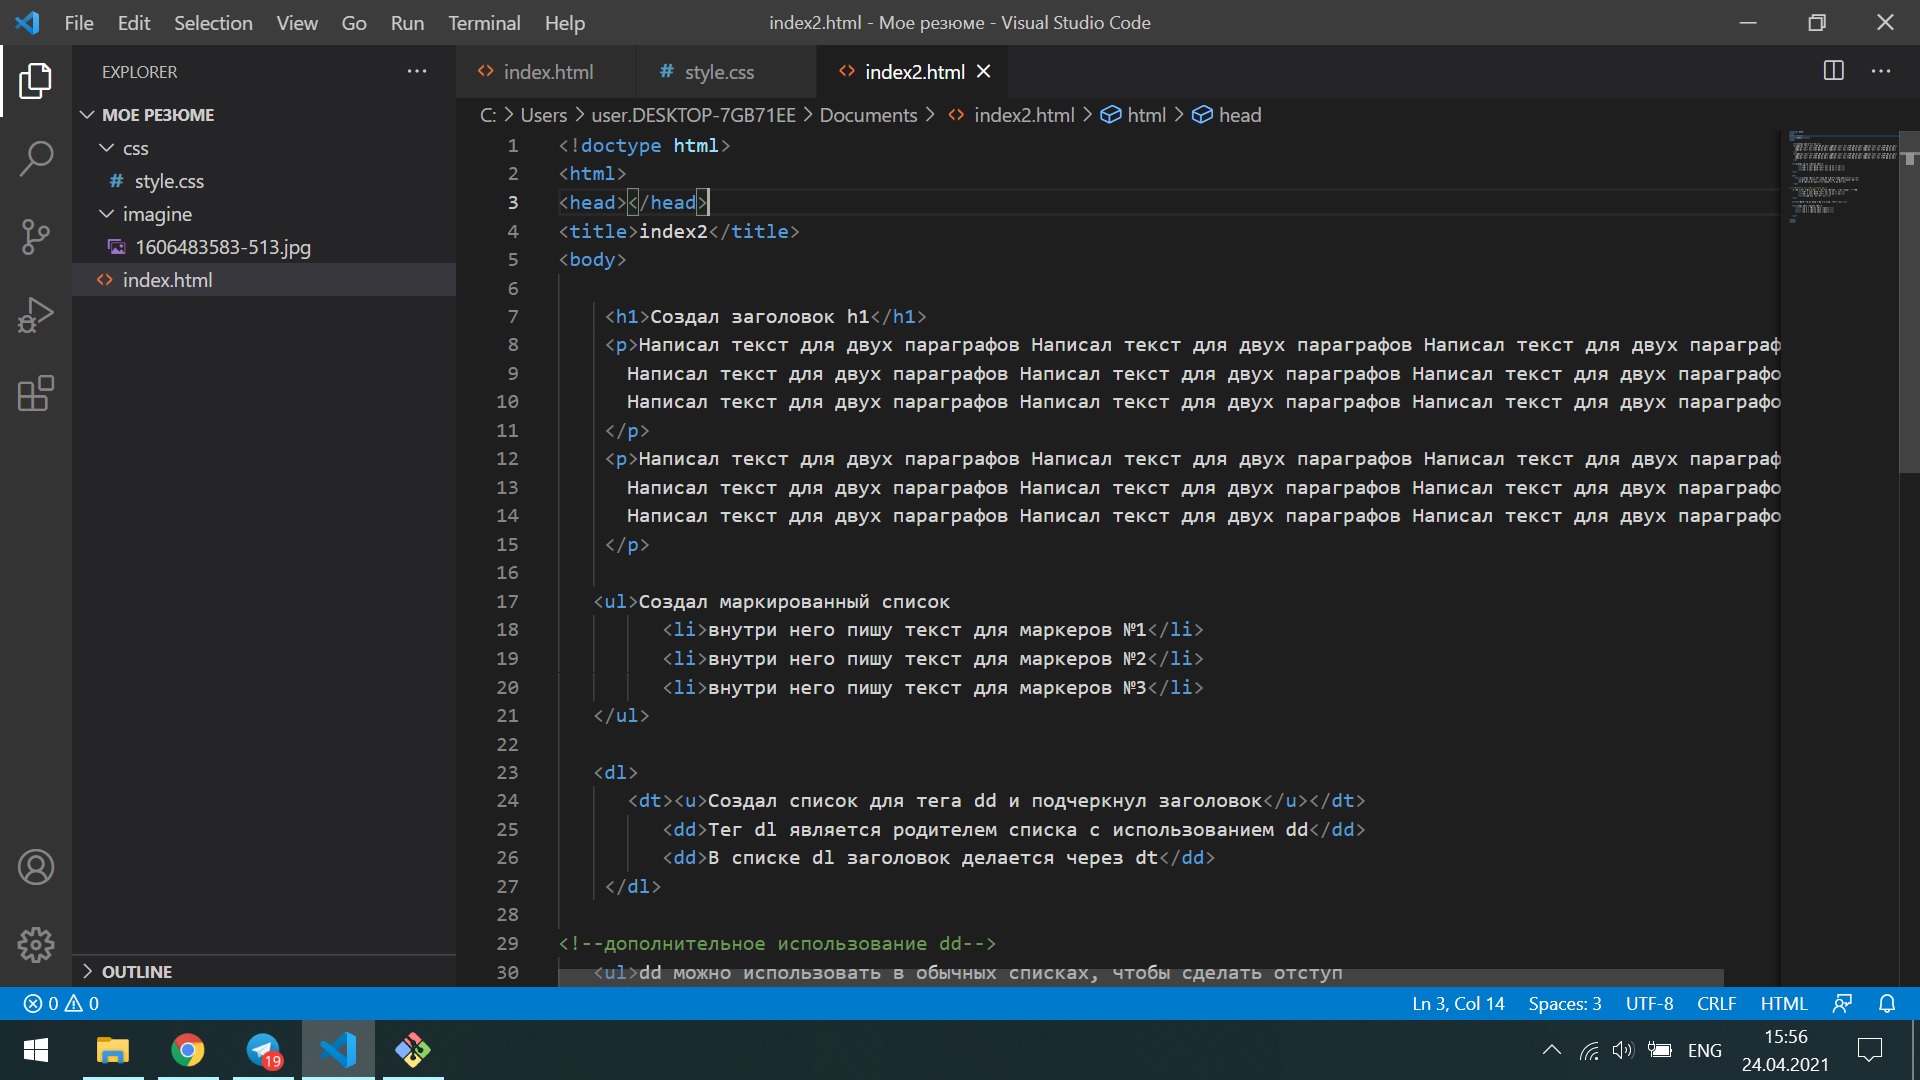 File Edit Selection View Go Run Terminal Help
index2.html - Мое резюме - Visual Studio Code
EXPLORER
МОЕ РЕЗЮМЕ
css
# style.css
imagine
1606483583-513.jpg
<> index.html
OUTLINE
<> index.html
# style.css
<> index2.html
C: > Users > user.DESKTOP-7GB71EE > Documents > <> index2.html > html > head
1 <!doctype html>
2 <html>
3 <head></head>
4 <title>index2</title>
5 <body>
6
7 <h1>Создал заголовок h1</h1>
8 <p>Написал текст для двух параграфов Написал текст для двух параграфов Написал текст для двух параграф
9 Написал текст для двух параграфов Написал текст для двух параграфов Написал текст для двух параграфо
10 Написал текст для двух параграфов Написал текст для двух параграфов Написал текст для двух параграфо
11 </p>
12 <p>Написал текст для двух параграфов Написал текст для двух параграфов Написал текст для двух параграф
13 Написал текст для двух параграфов Написал текст для двух параграфов Написал текст для двух параграфо
14 Написал текст для двух параграфов Написал текст для двух параграфов Написал текст для двух параграфо
15 </p>
16
17 <ul>Создал маркированный список
18 <li>внутри него пишу текст для маркеров №1</li>
19 <li>внутри него пишу текст для маркеров №2</li>
20 <li>внутри него пишу текст для маркеров №3</li>
21 </ul>
22
23 <dl>
24 <dt><u>Создал список для тега dd и подчеркнул заголовок</u></dt>
25 <dd>Тег dl является родителем списка с использованием dd</dd>
26 <dd>В списке dl заголовок делается через dt</dd>
27 </dl>
28
29 <!--дополнительное использование dd-->
30 <ul>dd можно использовать в обычных списках, чтобы сделать отступ
0 0
Ln 3, Col 14 Spaces: 3 UTF-8 CRLF HTML
19
ENG
15:56
24.04.2021